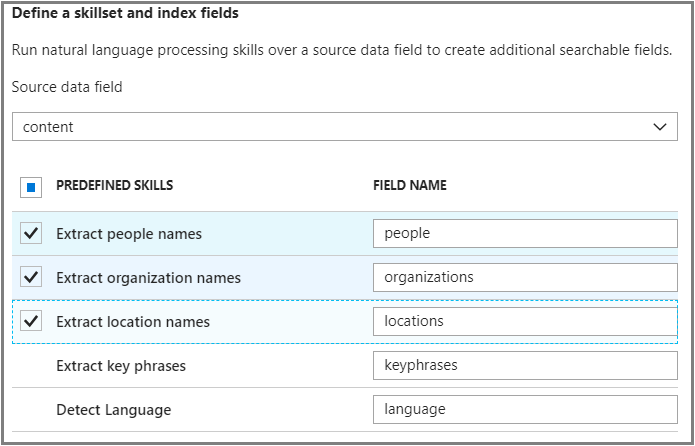 Define a skillset and index fields
Run natural language processing skills over a source data field to create additional searchable fields.
Source data field
content
PREDEFINED SKILLS FIELD NAME
Extract people names people
Extract organization names organizations
Extract location names locations
Extract key phrases keyphrases
Detect Language language